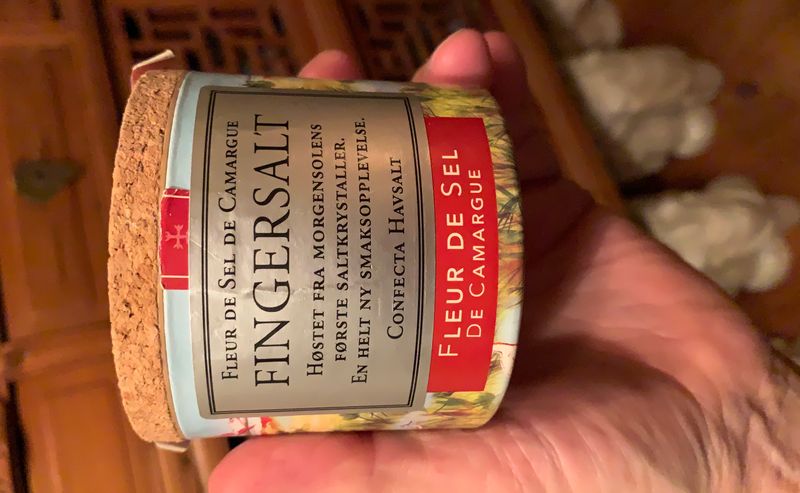 FLEUR DE SEL DE CAMARGUE
FINGERSALT
HØSTET FRA MORGENSOLENS
FØRSTE SALTKRYSTALLER.
EN HELT NY SMAKSOPPLEVELSE.
CONFECTA HAVSALT
FLEUR DE SEL
DE CAMARGUE